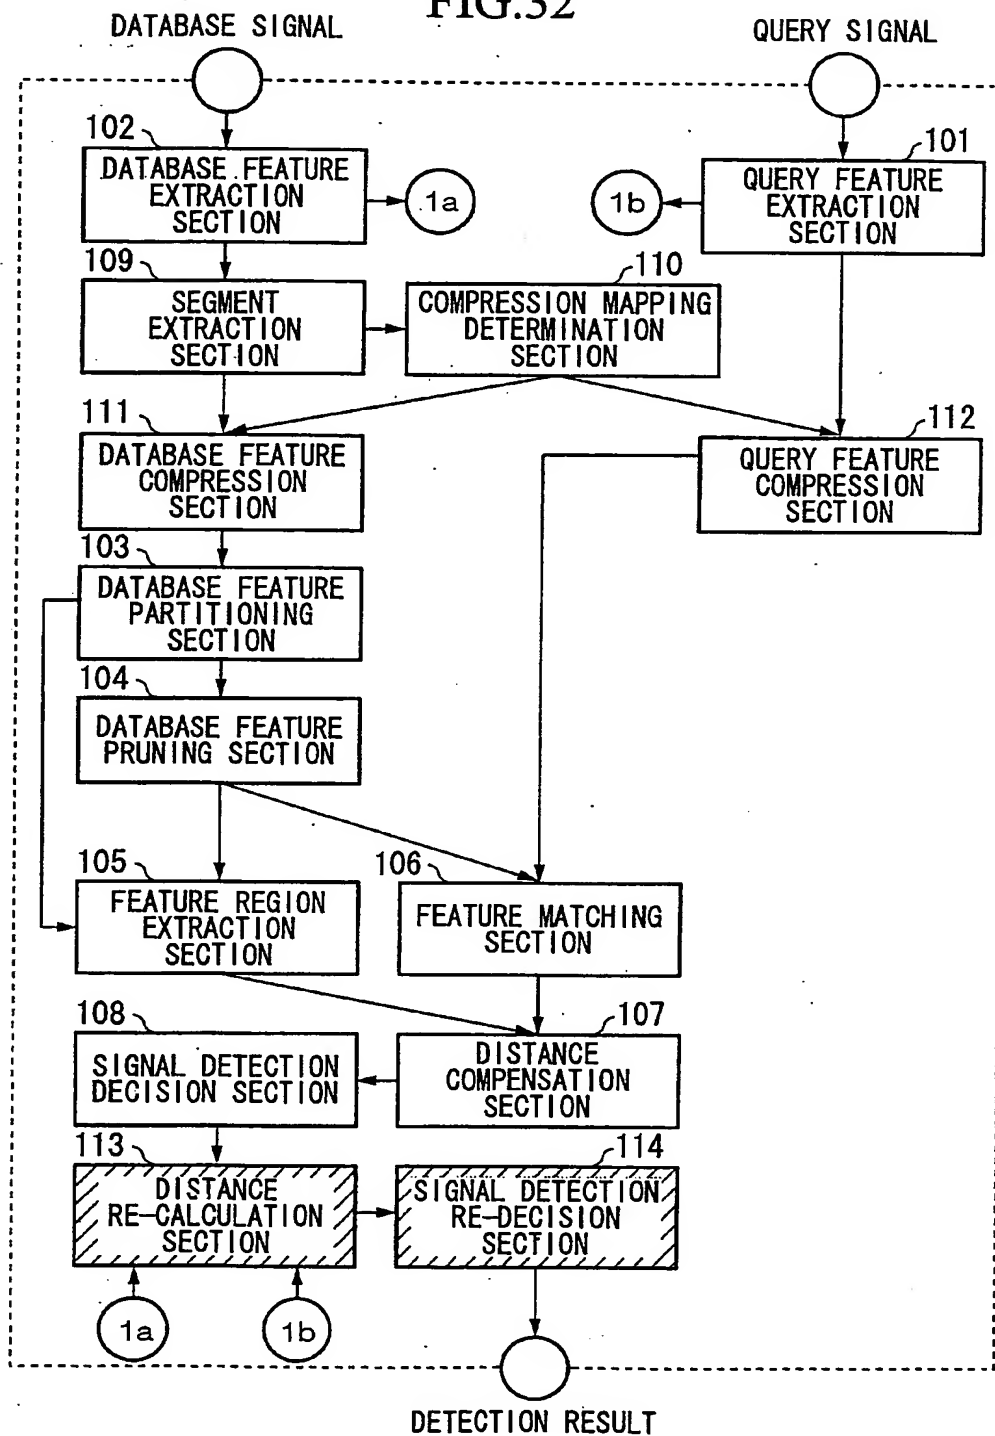 FIG.32
DATABASE SIGNAL
QUERY SIGNAL
102
DATABASE FEATURE
EXTRACTION
SECTION
1a
1b
101
QUERY FEATURE
EXTRACTION
SECTION
109
SEGMENT
EXTRACTION
SECTION
110
COMPRESSION MAPPING
DETERMINATION
SECTION
111
DATABASE FEATURE
COMPRESSION
SECTION
112
QUERY FEATURE
COMPRESSION
SECTION
103
DATABASE FEATURE
PARTITIONING
SECTION
104
DATABASE FEATURE
PRUNING SECTION
105
FEATURE REGION
EXTRACTION
SECTION
106
FEATURE MATCHING
SECTION
108
SIGNAL DETECTION
DECISION SECTION
107
DISTANCE
COMPENSATION
SECTION
113
DISTANCE
RE-CALCULATION
SECTION
114
SIGNAL DETECTION
RE-DECISION
SECTION
1a
1b
DETECTION RESULT